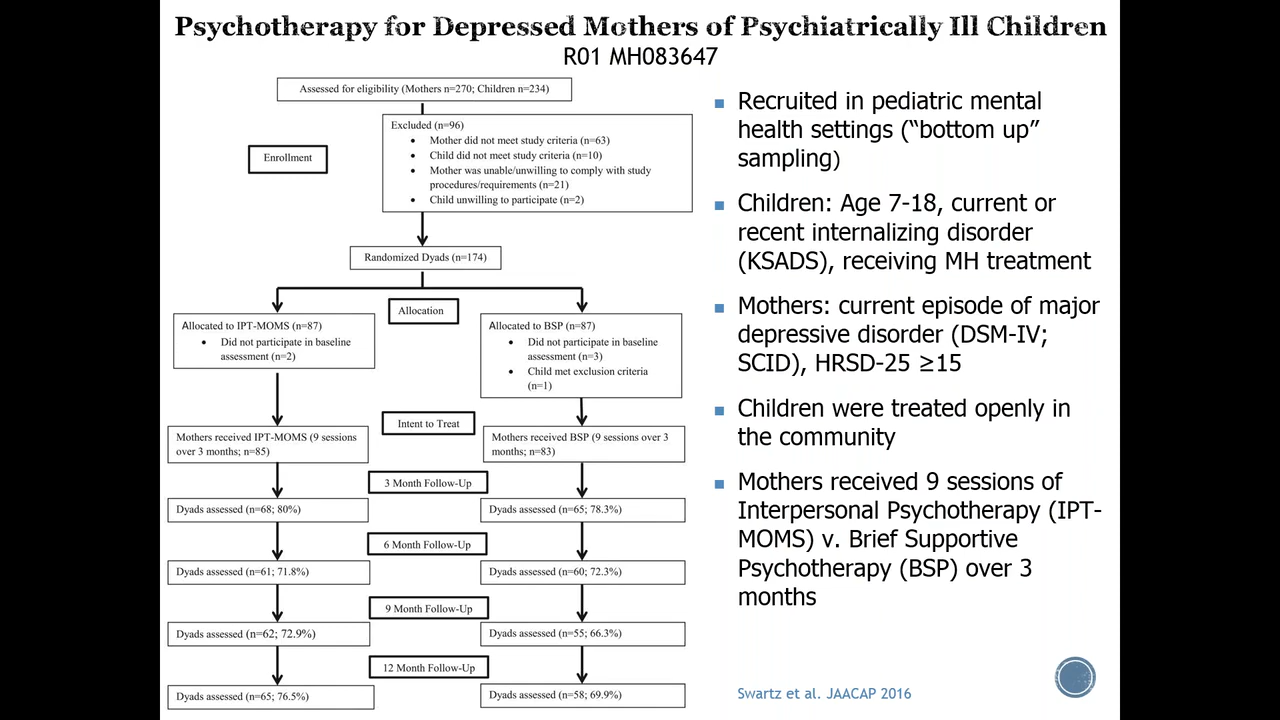 Psychotherapy for Depressed Mothers of Psychiatrically Ill Children
R01 MH083647
Assessed for eligibility (Mothers n=270; Children n=234)
Enrollment
Excluded (n=96)
• Mother did not meet study criteria (n=63)
• Child did not meet study criteria (n=10)
• Mother was unable/unwilling to comply with study
procedures/requirements (n=21)
• Child unwilling to participate (n=2)
Randomized Dyads (n=174)
Allocation
Allocated to IPT-MOMS (n=87)
• Did not participate in baseline
assessment (n=2)
Allocated to BSP (n=87)
• Did not participate in baseline
assessment (n=3)
• Child met exclusion criteria
(n=1)
Intent to Treat
Mothers received IPT-MOMS (9 sessions
over 3 months; n=85)
Mothers received BSP (9 sessions over 3
months; n=83)
3 Month Follow-Up
Dyads assessed (n=68; 80%)
Dyads assessed (n=65; 78.3%)
6 Month Follow-Up
Dyads assessed (n=61; 71.8%)
Dyads assessed (n=60; 72.3%)
9 Month Follow-Up
Dyads assessed (n=62; 72.9%)
Dyads assessed (n=55; 66.3%)
12 Month Follow-Up
Dyads assessed (n=65; 76.5%)
Dyads assessed (n=58; 69.9%)
▪ Recruited in pediatric mental
health settings (“bottom up”
sampling)
▪ Children: Age 7-18, current or
recent internalizing disorder
(KSADS), receiving MH treatment
▪ Mothers: current episode of major
depressive disorder (DSM-IV;
SCID), HRSD-25 ≥15
▪ Children were treated openly in
the community
▪ Mothers received 9 sessions of
Interpersonal Psychotherapy (IPT-
MOMS) v. Brief Supportive
Psychotherapy (BSP) over 3
months
Swartz et al. JAACAP 2016